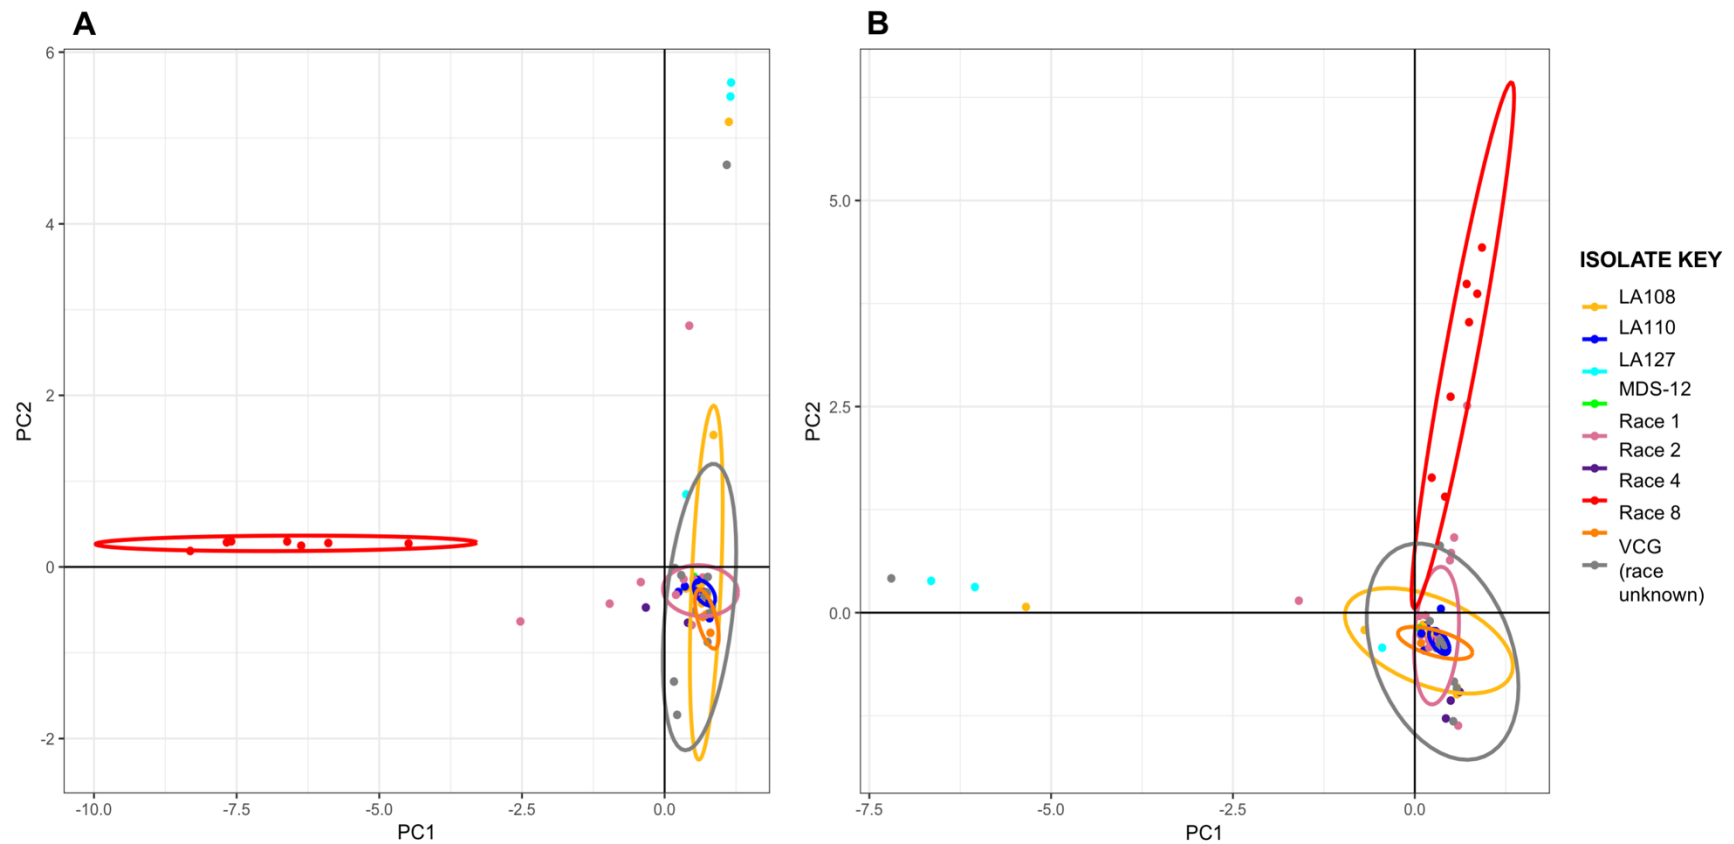 A
B
6
4
2
0
-2
PC2
-10.0
-7.5
-5.0
-2.5
0.0
PC1
5.0
2.5
0.0
PC2
-7.5
-5.0
-2.5
0.0
PC1
ISOLATE KEY
LA108
LA110
LA127
MDS-12
Race 1
Race 2
Race 4
Race 8
VCG
(race
unknown)